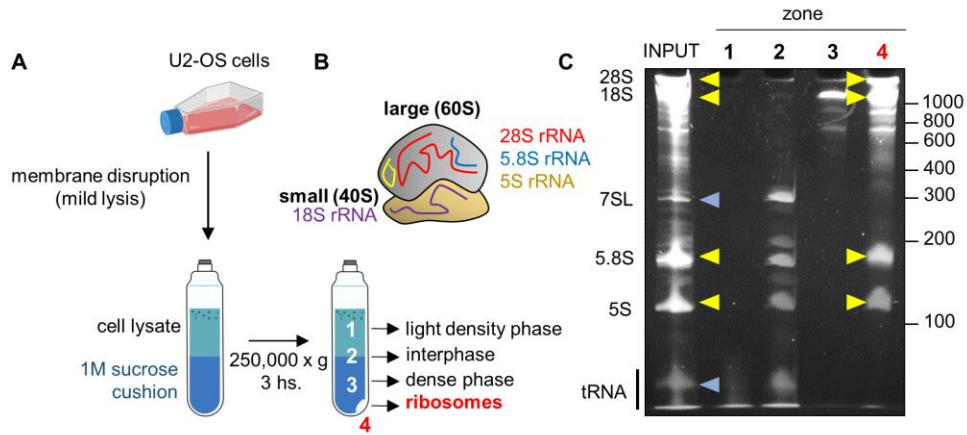 A
U2-OS cells
membrane disruption
(mild lysis)
cell lysate
1M sucrose
cushion
250,000 x g
3 hs.
1
2
3
4
light density phase
interphase
dense phase
ribosomes
B
large (60S)
28S rRNA
5.8S rRNA
5S rRNA
small (40S)
18S rRNA
C
zone
INPUT 1 2 3 4
28S
18S
7SL
5.8S
5S
tRNA
1000
800
600
400
300
200
100